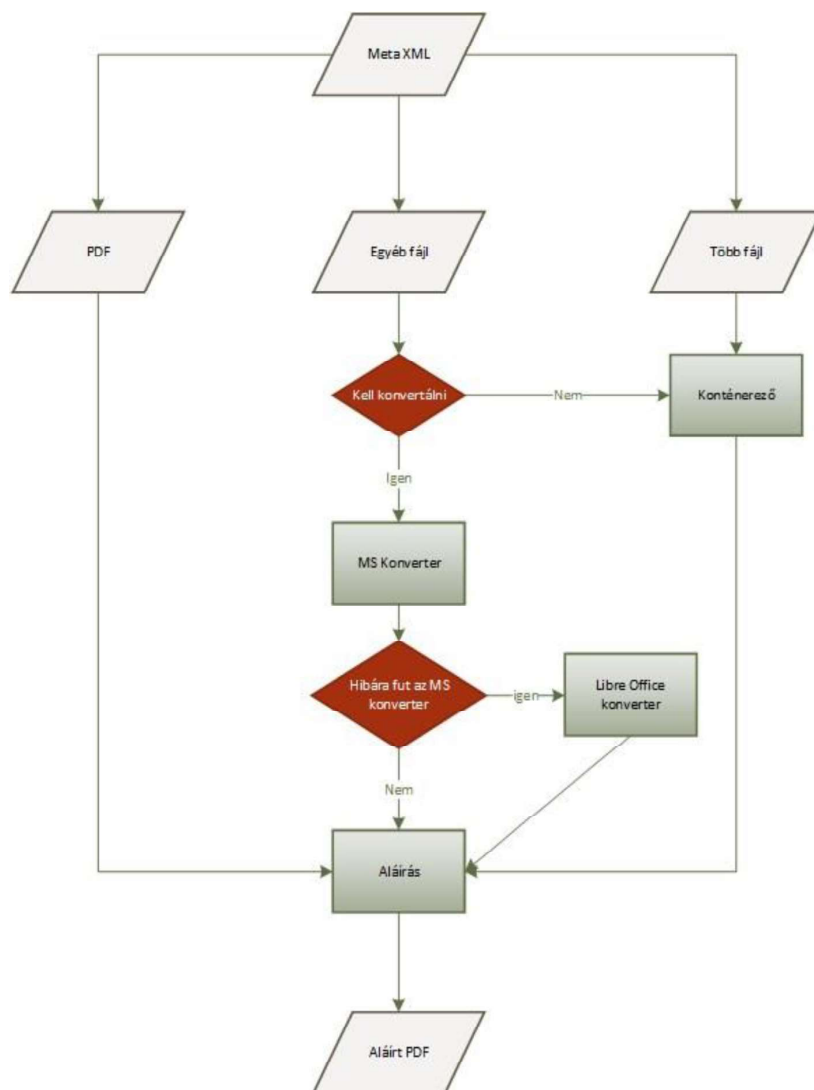 Meta XML
PDF
Egyéb fájl
Több fájl
Kell konvertálni
Nem
Konténerező
Igen
MS Konverter
Hibára fut az MS
konverter
igen
Libre Office
konverter
Nem
Aláírás
Aláírt PDF